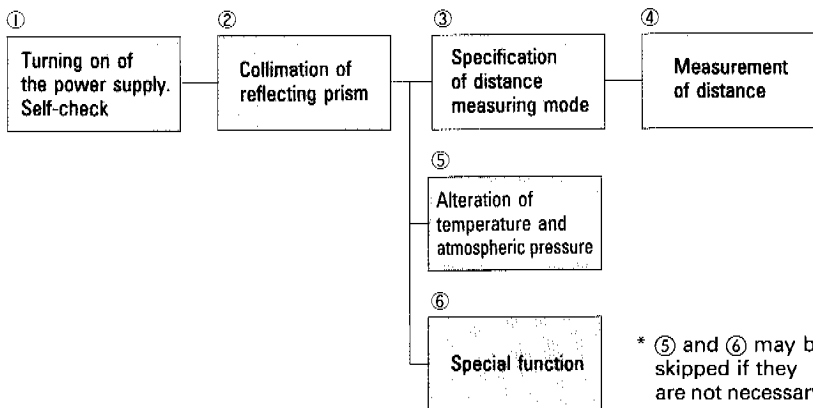 ①
Turning on of
the power supply.
Self-check
②
Collimation of
reflecting prism
③
Specification
of distance
measuring mode
④
Measurement
of distance
⑤
Alteration of
temperature and
atmospheric pressure
⑥
Special function
* ⑤ and ⑥ may b
skipped if they
are not necessary